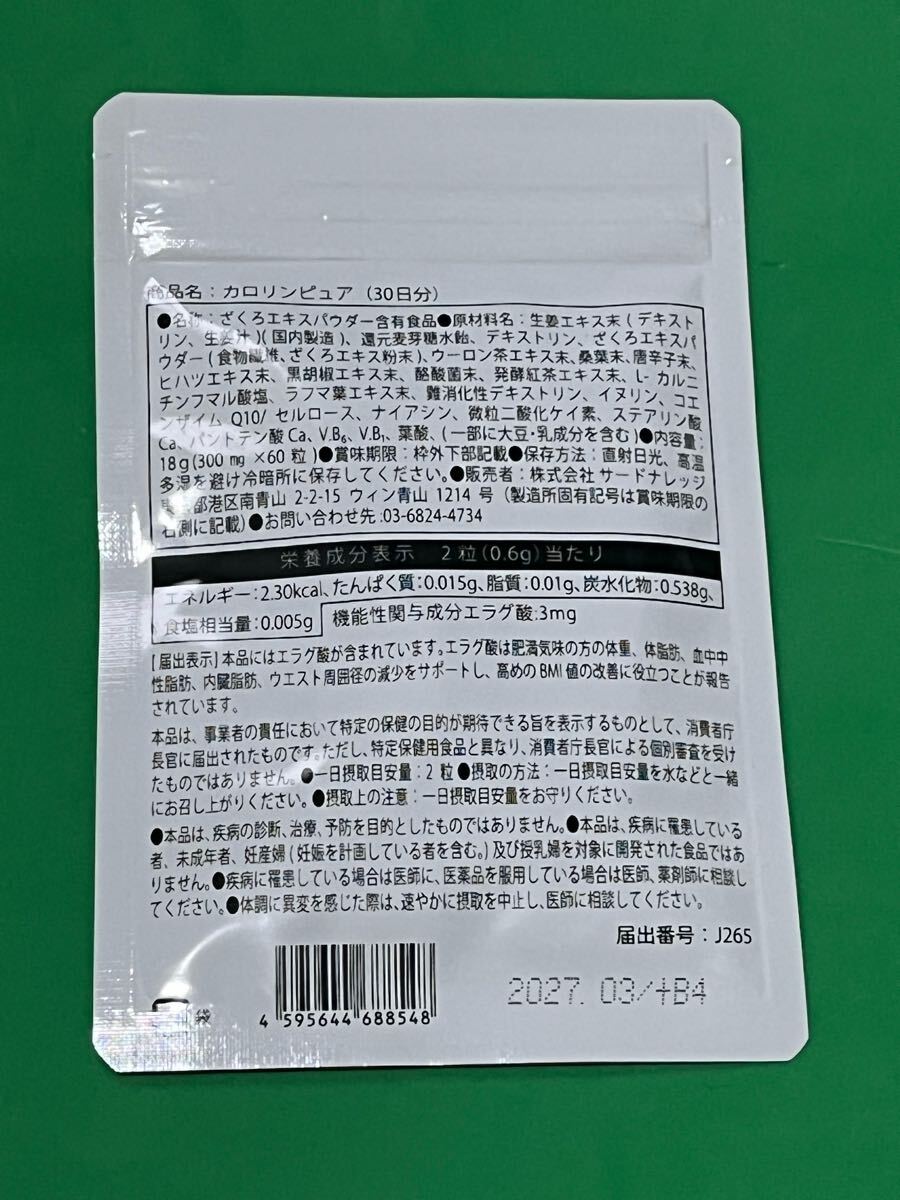 商品名：カロリンピュア（30日分）
●名称：ざくろエキスパウダー含有食品●原材料名：生姜エキス末（デキスト
リン、生姜汁）（国内製造）、還元麦芽糖水飴、デキストリン、ざくろエキスパ
ウダー（食物繊維、ざくろエキス粉末）、ウーロン茶エキス末、桑葉末、唐辛子末、
ヒハツエキス末、黒胡椒エキス末、酪酸菌末、発酵紅茶エキス末、L-カルニ
チンフマル酸塩、ラフマ葉エキス末、難消化性デキストリン、イヌリン、コエ
ンザイムQ10/セルロース、ナイアシン、微粒二酸化ケイ素、ステアリン酸
Ca、パントテン酸Ca、V.B₆、V.B₁、葉酸、（一部に大豆・乳成分を含む）●内容量：
18g(300㎎×60粒)●賞味期限：枠外下部記載●保存方法：直射日光、高温
多湿を避け冷暗所に保存してください。●販売者：株式会社サードナレッジ
都港区南青山2-2-15ウィン青山1214号（製造所固有記号は賞味期限の
右側に記載）●お問い合わせ先:03-6824-4734
栄養成分表示 2粒(0.6g)当たり
エネルギー：2.30kcal、たんぱく質：0.015g、脂質：0.01g、炭水化物：0.538g、
食塩相当量：0.005g 機能性関与成分エラグ酸：3mg
[届出表示]本品にはエラグ酸が含まれています。エラグ酸は肥満気味の方の体重、体脂肪、血中中
性脂肪、内臓脂肪、ウエスト周囲径の減少をサポートし、高めのBMI値の改善に役立つことが報告
されています。
本品は、事業者の責任において特定の保健の目的が期待できる旨を表示するものとして、消費者庁
長官に届出されたものです。ただし、特定保健用食品と異なり、消費者庁長官による個別審査を受け
たものではありません。●一日摂取目安量：2粒●摂取の方法：一日摂取目安量を水などと一緒
にお召し上がりください。●摂取上の注意：一日摂取目安量をお守りください。
●本品は、疾病の診断、治療、予防を目的としたものではありません。●本品は、疾病に罹患している
者、未成年者、妊産婦（妊娠を計画している者を含む。）及び授乳婦を対象に開発された食品ではあ
りません。●疾病に罹患している場合は医師に、医薬品を服用している場合は医師、薬剤師に相談し
てください。●体調に異変を感じた際は、速やかに摂取を中止し、医師に相談してください。
届出番号：J265
袋
4 595644 688548
2027. 03/+B4